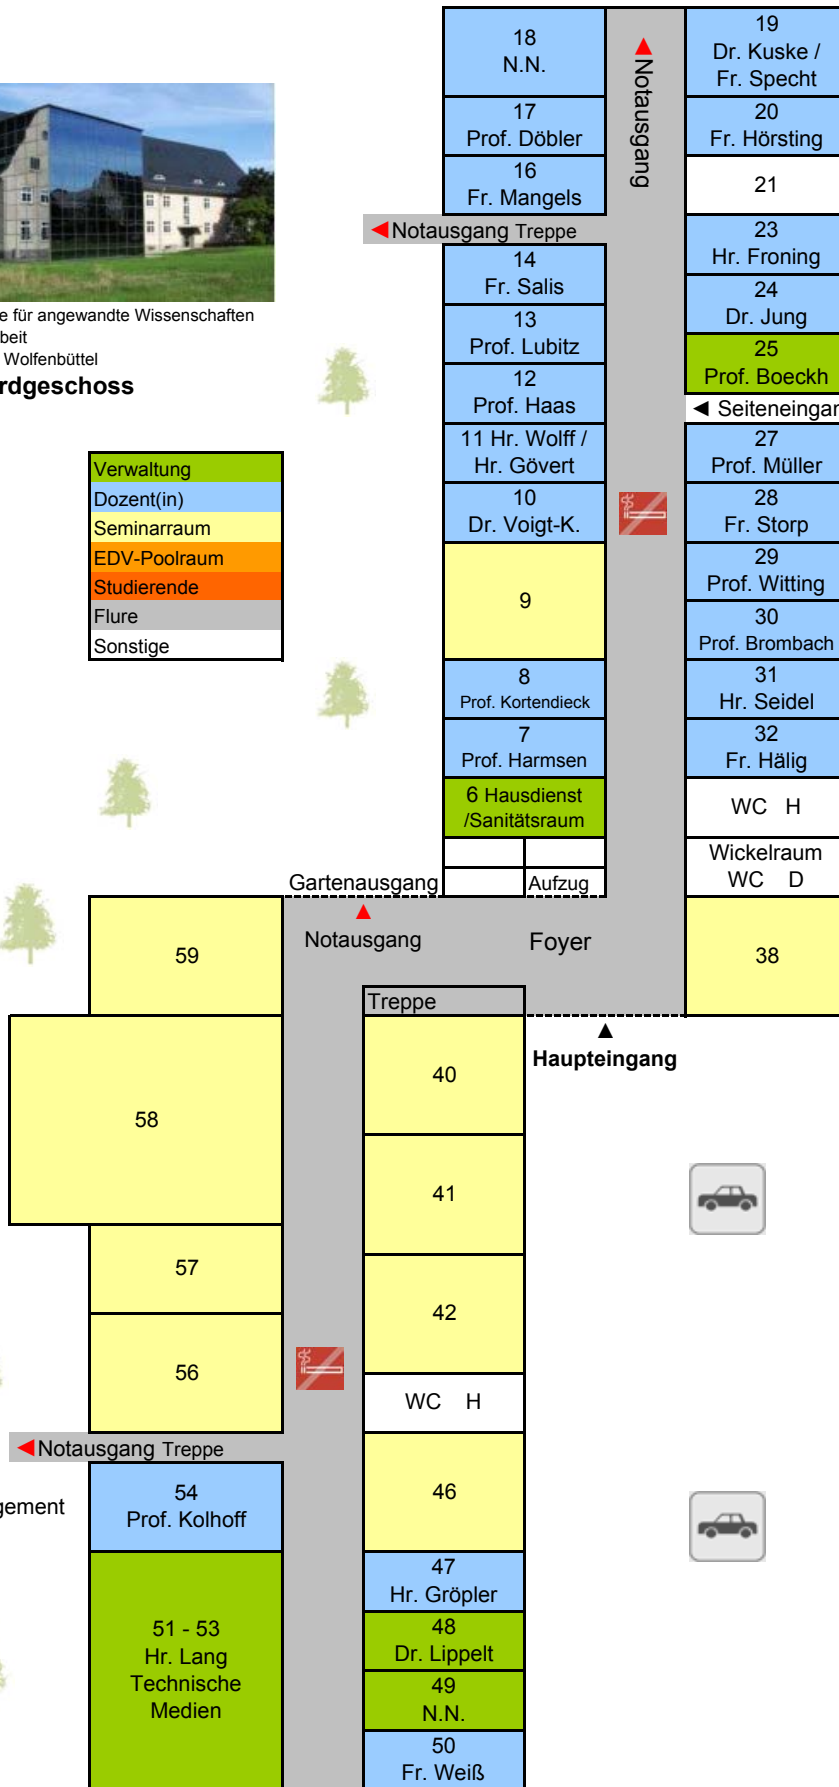 18
N.N.
17
Prof. Döbler
16
Fr. Mangels
Notausgang
19
Dr. Kuske /
Fr. Specht
20
Fr. Hörsting
21
23
Hr. Froning
24
Dr. Jung
25
Prof. Boeckh
Notausgang Treppe
14
Fr. Salis
13
Prof. Lubitz
12
Prof. Haas
11 Hr. Wolff /
Hr. Gövert
10
Dr. Voigt-K.
9
8
Prof. Kortendieck
7
Prof. Harmsen
6 Hausdienst
/Sanitätsraum
Aufzug
Seiteneingan
27
Prof. Müller
28
Fr. Storp
29
Prof. Witting
30
Prof. Brombach
31
Hr. Seidel
32
Fr. Hälig
WC H
Wickelraum
WC D
38
e für angewandte Wissenschaften
beit
Wolfenbüttel
rdgeschoss
Verwaltung
Dozent(in)
Seminarraum
EDV-Poolraum
Studierende
Flure
Sonstige
Gartenausgang
Notausgang
Foyer
Treppe
Haupteingang
59
58
57
56
40
41
42
WC H
46
Notausgang Treppe
54
Prof. Kolhoff
gement
51 - 53
Hr. Lang
Technische
Medien
47
Hr. Gröpler
48
Dr. Lippelt
49
N.N.
50
Fr. Weiß